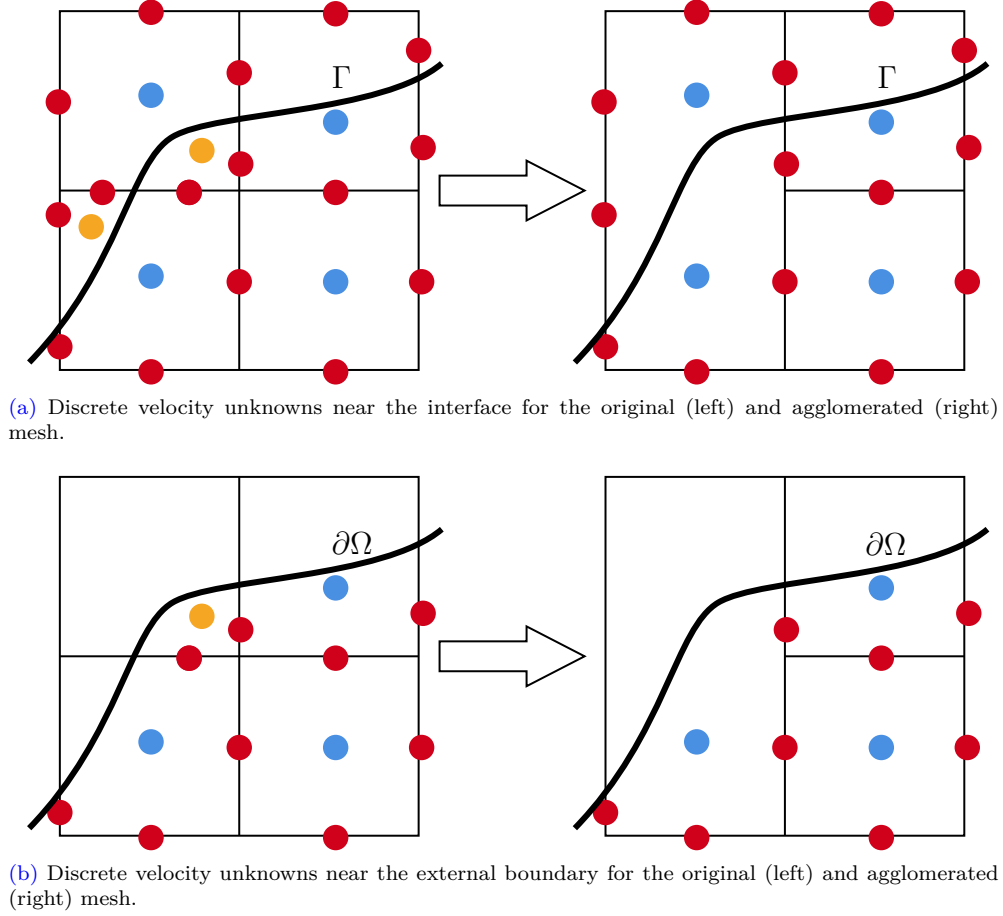 Γ
Γ
(a) Discrete velocity unknowns near the interface for the original (left) and agglomerated (right)
mesh.
∂Ω
∂Ω
(b) Discrete velocity unknowns near the external boundary for the original (left) and agglomerated
(right) mesh.